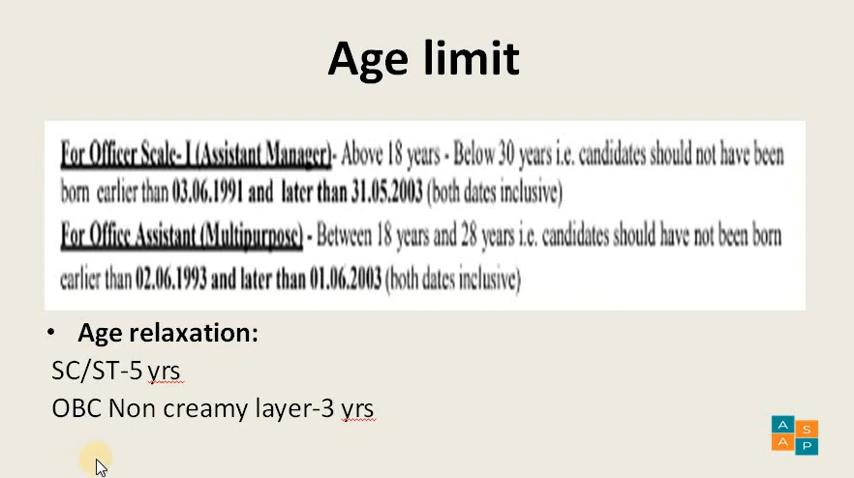 Age limit
For Officer Scale-I (Assistant Manager)- Above 18 years - Below 30 years i.e. candidates should not have been
born earlier than 03.06.1991 and later than 31.05.2003 (both dates inclusive)
For Office Assistant (Multipurpose) - Between 18 years and 28 years i.e. candidates should have not been born
earlier than 02.06.1993 and later than 01.06.2003 (both dates inclusive)
• Age relaxation:
SC/ST-5 yrs
OBC Non creamy layer-3 yrs
A S
A P